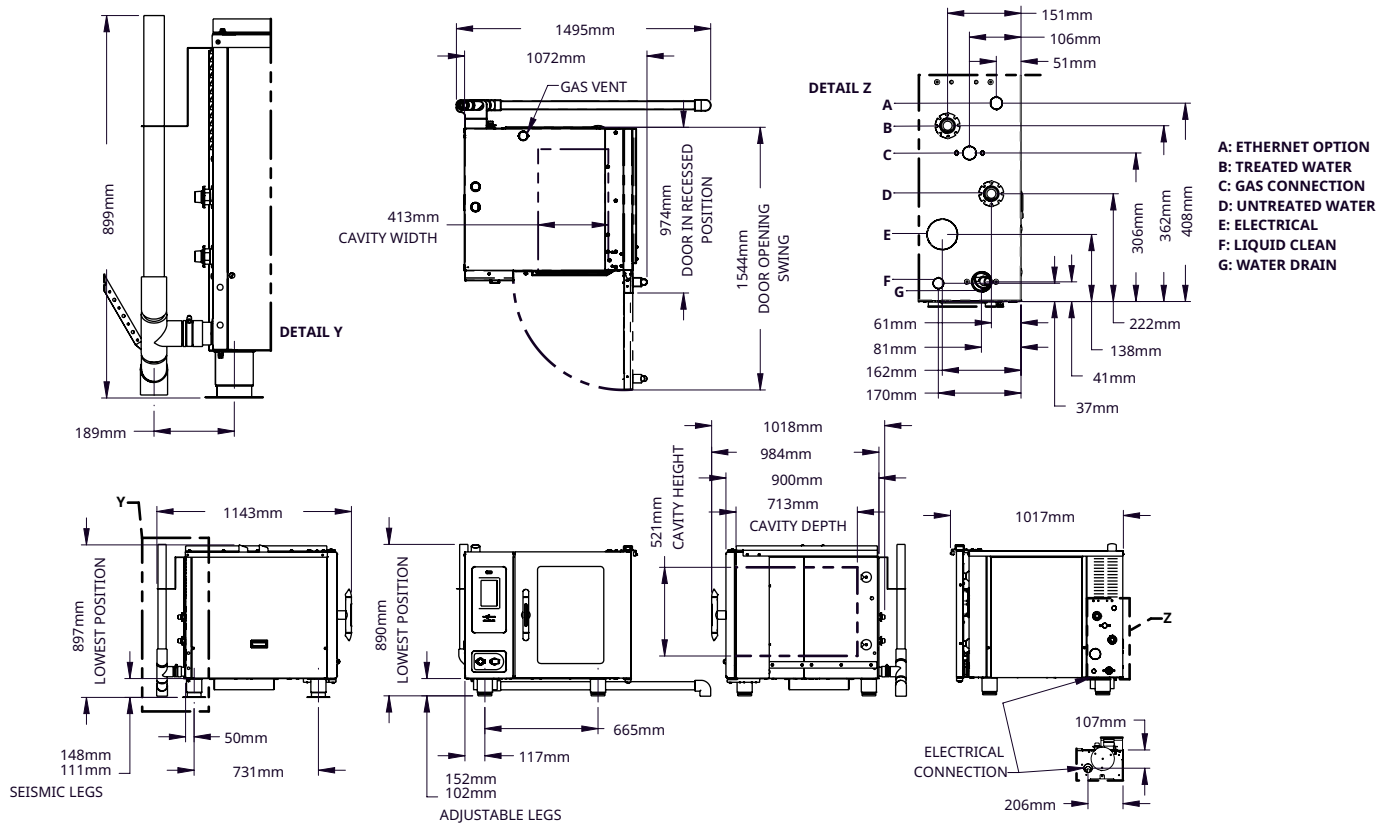 899mm
189mm
DETAIL Y
1495mm
1072mm
GAS VENT
413mm
CAVITY WIDTH
974mm
DOOR IN RECESSED
POSITION
1544mm
DOOR OPENING
SWING
DETAIL Z
151mm
106mm
51mm
A
B
C
D
E
F
G
306mm
362mm
408mm
61mm
81mm
162mm
170mm
222mm
138mm
41mm
37mm
A: ETHERNET OPTION
B: TREATED WATER
C: GAS CONNECTION
D: UNTREATED WATER
E: ELECTRICAL
F: LIQUID CLEAN
G: WATER DRAIN
Y
1143mm
897mm
LOWEST POSITION
50mm
731mm
148mm
111mm
SEISMIC LEGS
890mm
LOWEST POSITION
665mm
117mm
152mm
102mm
ADJUSTABLE LEGS
1018mm
984mm
900mm
713mm
CAVITY DEPTH
521mm
CAVITY HEIGHT
1017mm
Z
ELECTRICAL
CONNECTION
107mm
206mm